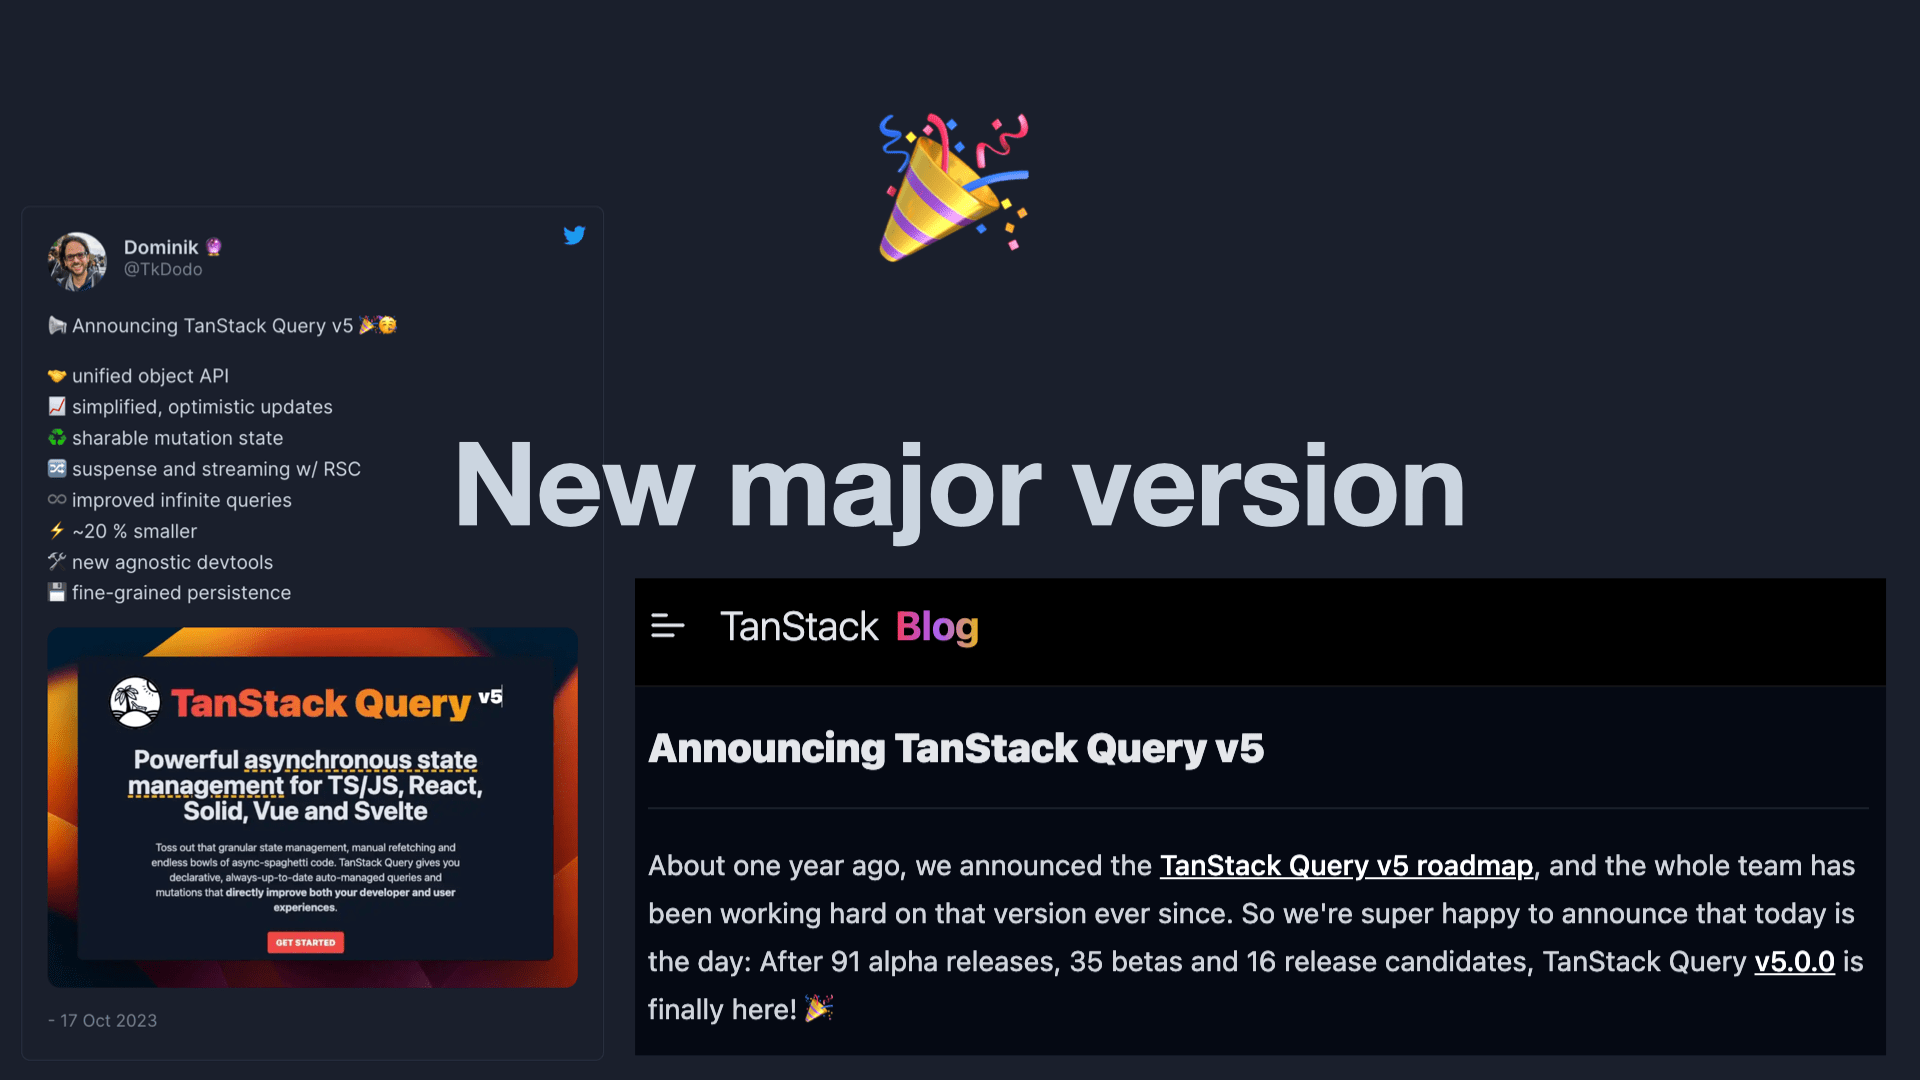 Dominik 🔮
@TkDodo
📢 Announcing TanStack Query v5 🎉🥳
🤝 unified object API
📈 simplified, optimistic updates
♻️ sharable mutation state
🔀 suspense and streaming w/ RSC
♾ improved infinite queries
⚡ ~20 % smaller
🛠 new agnostic devtools
💾 fine-grained persistence
TanStack Query v5
Powerful asynchronous state
management for TS/JS, React,
Solid, Vue and Svelte
Toss out that granular state management, manual refetching and
endless bowls of async-spaghetti code. TanStack Query gives you
declarative, always-up-to-date auto-managed queries and
mutations that directly improve both your developer and user
experiences.
GET STARTED
- 17 Oct 2023
New major version
TanStack Blog
Announcing TanStack Query v5
About one year ago, we announced the TanStack Query v5 roadmap, and the whole team has
been working hard on that version ever since. So we're super happy to announce that today is
the day: After 91 alpha releases, 35 betas and 16 release candidates, TanStack Query v5.0.0 is
finally here! 🎉